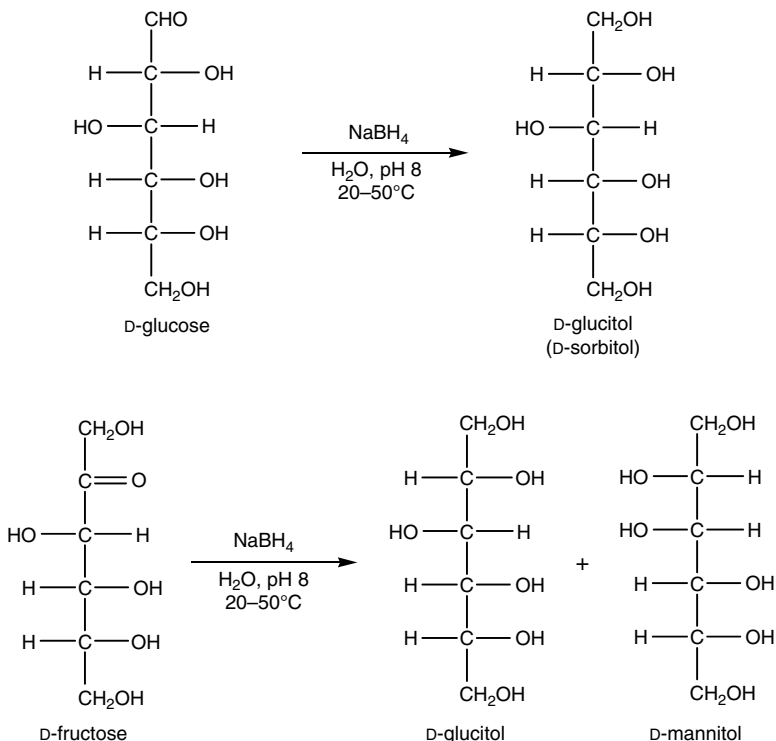 CHO
CH₂OH
H C OH
H C OH
HO C H
NaBH₄
HO C H
H₂O, pH 8
H C OH
20–50°C
H C OH
H C OH
H C OH
CH₂OH
CH₂OH
D-glucose
D-glucitol
(D-sorbitol)
CH₂OH
CH₂OH
CH₂OH
C O
H C OH
HO C H
HO C H
NaBH₄
HO C H
HO C H
H₂O, pH 8
+
H C OH
20–50°C
H C OH
H C OH
H C OH
H C OH
H C OH
CH₂OH
CH₂OH
CH₂OH
D-fructose
D-glucitol
D-mannitol